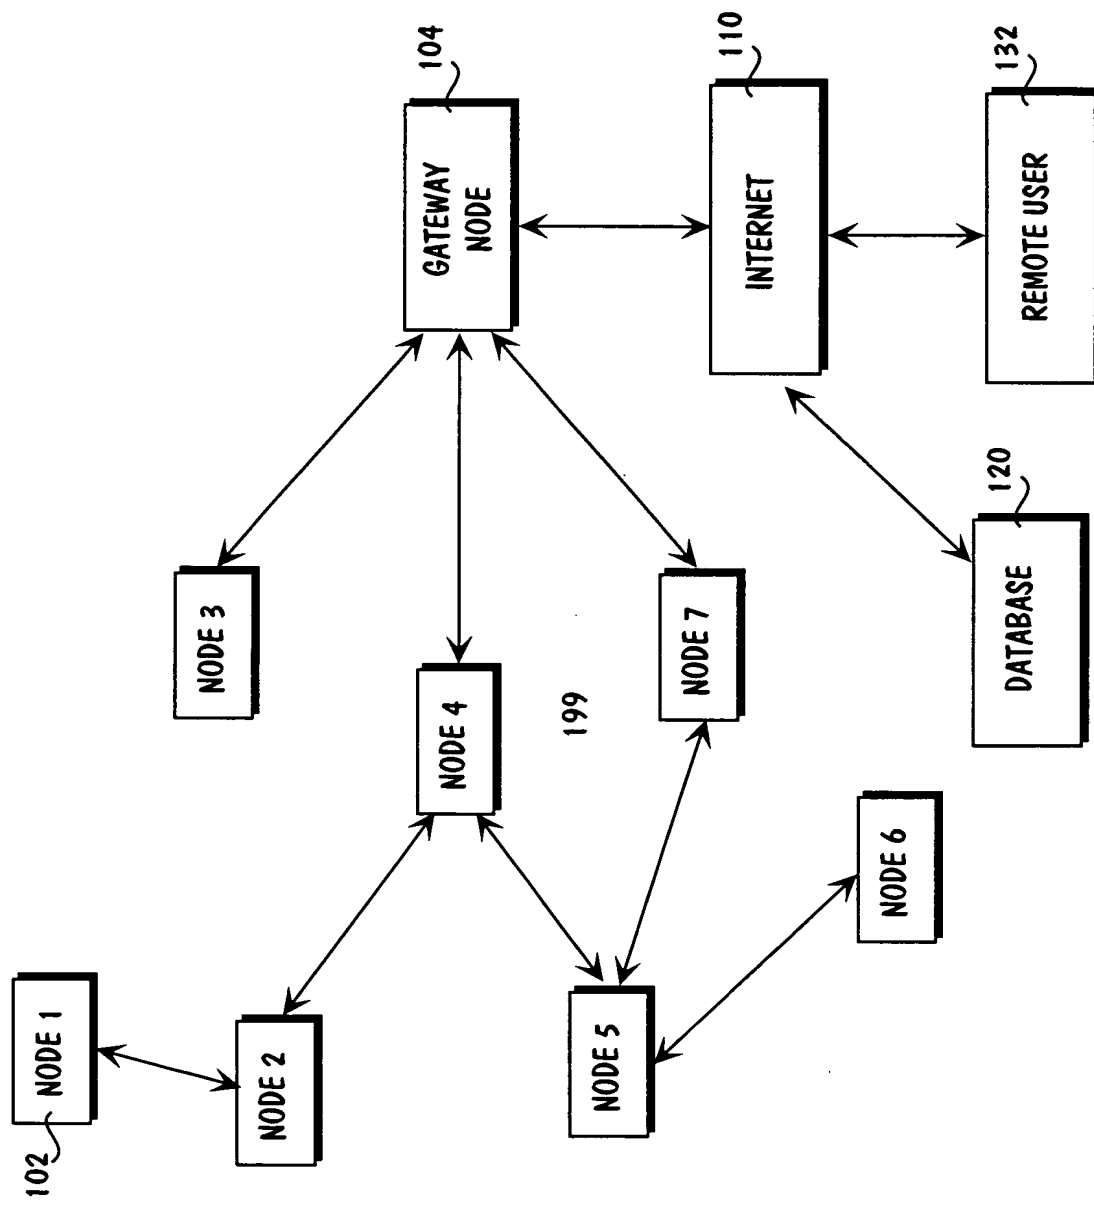 102
NODE 1
NODE 2
NODE 3
NODE 4
NODE 5
NODE 6
NODE 7
199
GATEWAY
NODE
104
INTERNET
110
DATABASE
120
REMOTE USER
132